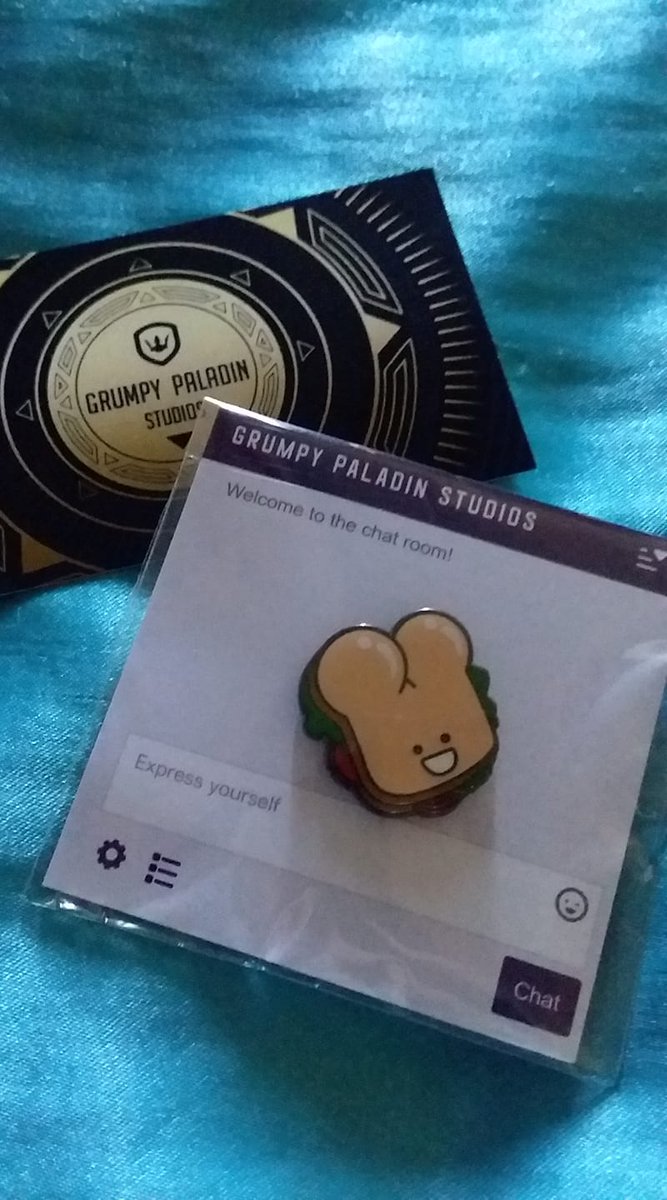 GRUMPY PALADIN
STUDIOS
GRUMPY PALADIN STUDIOS
Welcome to the chat room!
Express yourself
Chat